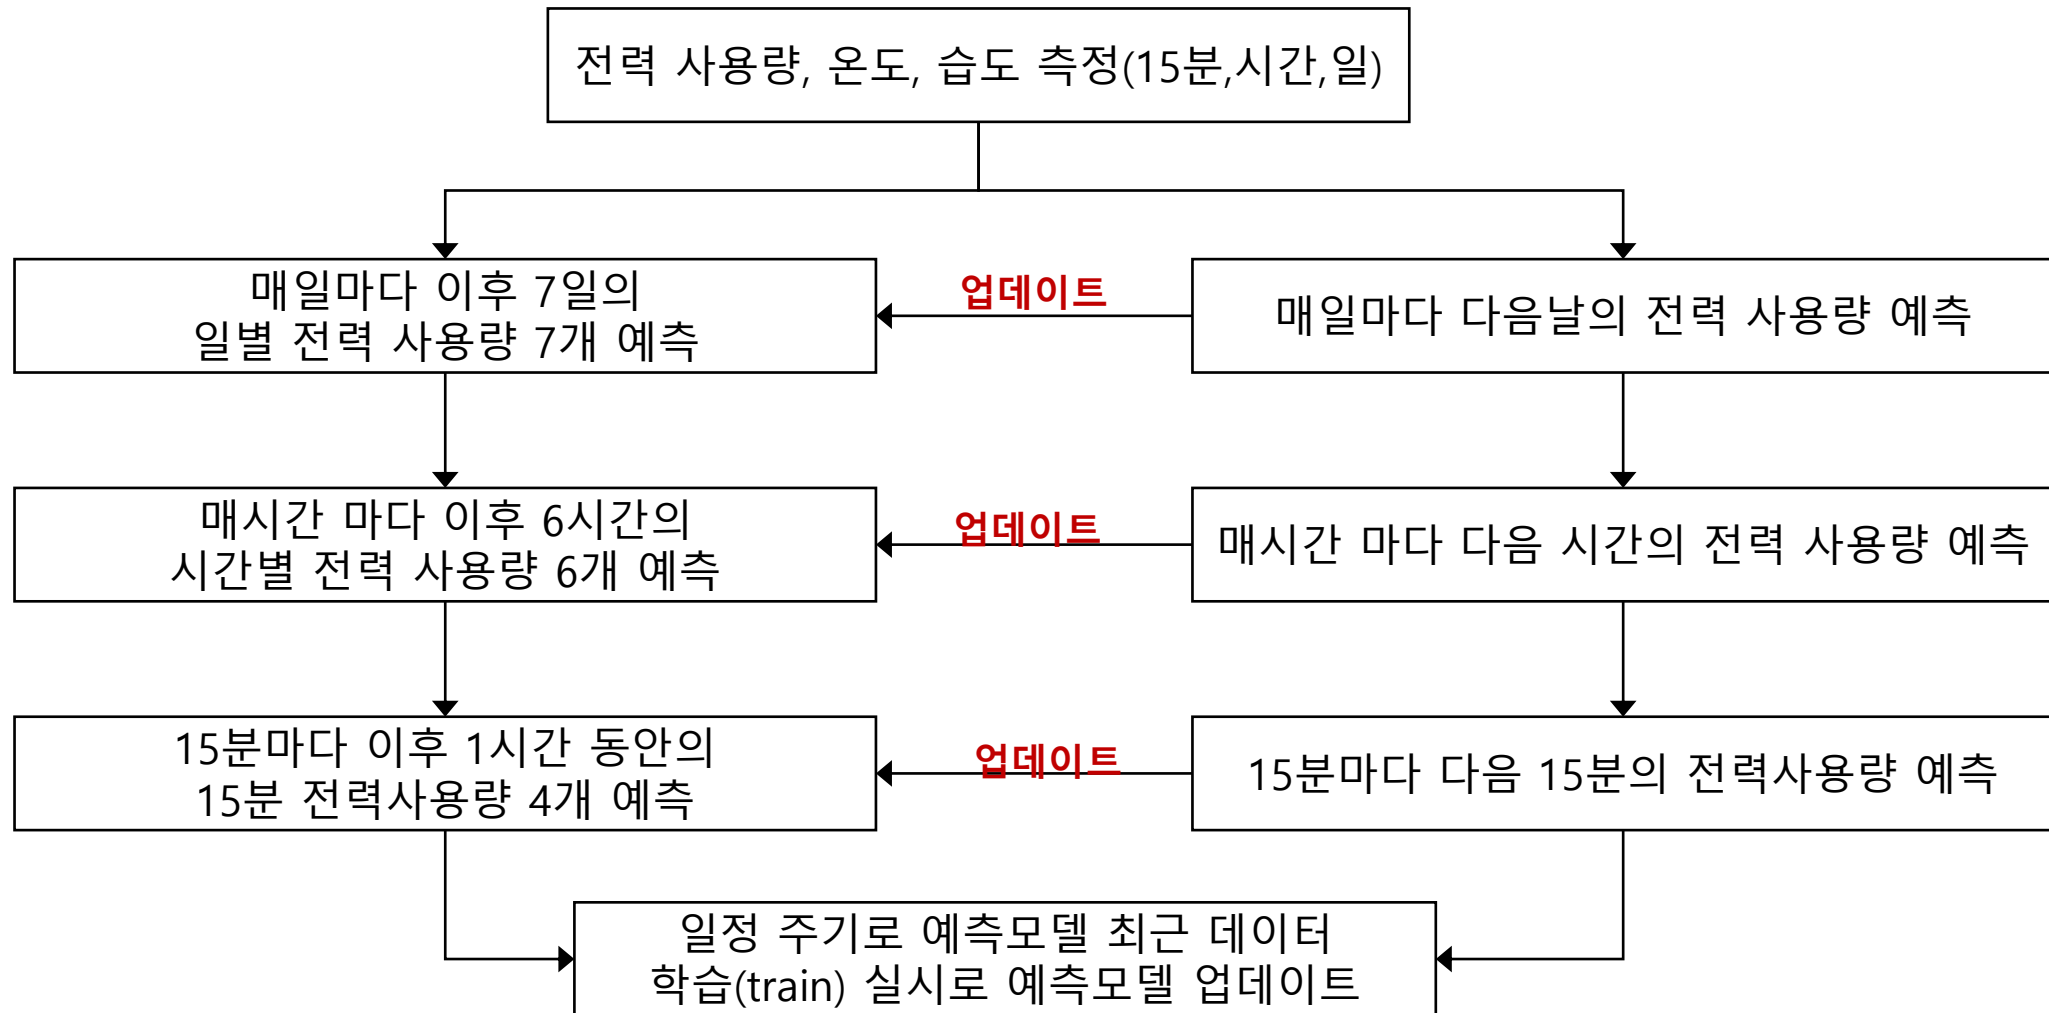 전력 사용량, 온도, 습도 측정(15분,시간,일)
매일마다 이후 7일의
일별 전력 사용량 7개 예측
업데이트
매일마다 다음날의 전력 사용량 예측
매시간 마다 이후 6시간의
시간별 전력 사용량 6개 예측
업데이트
매시간 마다 다음 시간의 전력 사용량 예측
15분마다 이후 1시간 동안의
15분 전력사용량 4개 예측
업데이트
15분마다 다음 15분의 전력사용량 예측
일정 주기로 예측모델 최근 데이터
학습(train) 실시로 예측모델 업데이트